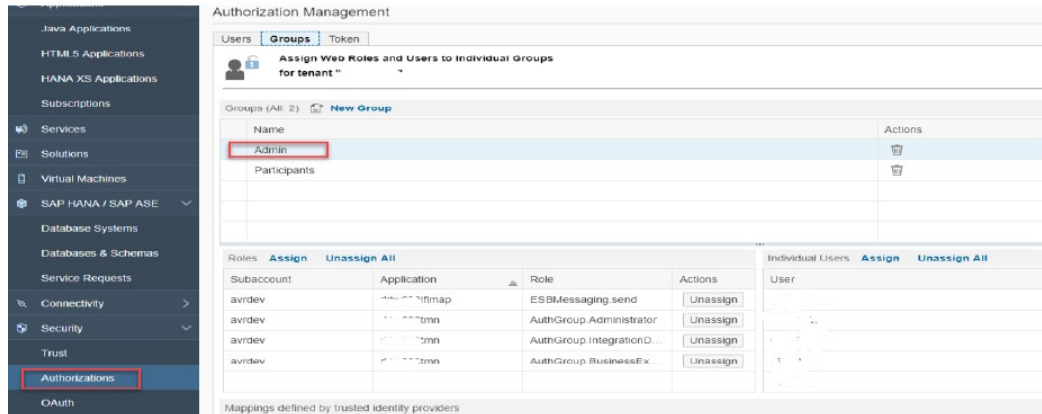 Authorization Management
Java Applications
HTML5 Applications
HANA XS Applications
Subscriptions
Services
Solutions
Virtual Machines
SAP HANA / SAP ASE
Database Systems
Databases & Schemas
Service Requests
Connectivity
Security
Trust
Authorizations
OAuth
Users Groups Token
Assign Web Roles and Users to Individual Groups
for tenant " "
Groups (All: 2) New Group
Name Actions
Admin
Participants
Roles Assign Unassign All
Subaccount Application Role Actions
avrdev iflmap ESBMessaging.send Unassign
avrdev tmn AuthGroup.Administrator Unassign
avrdev tmn AuthGroup.IntegrationD... Unassign
avrdev tmn AuthGroup.BusinessEx... Unassign
Individual Users Assign Unassign All
User
Mappings defined by trusted identity providers